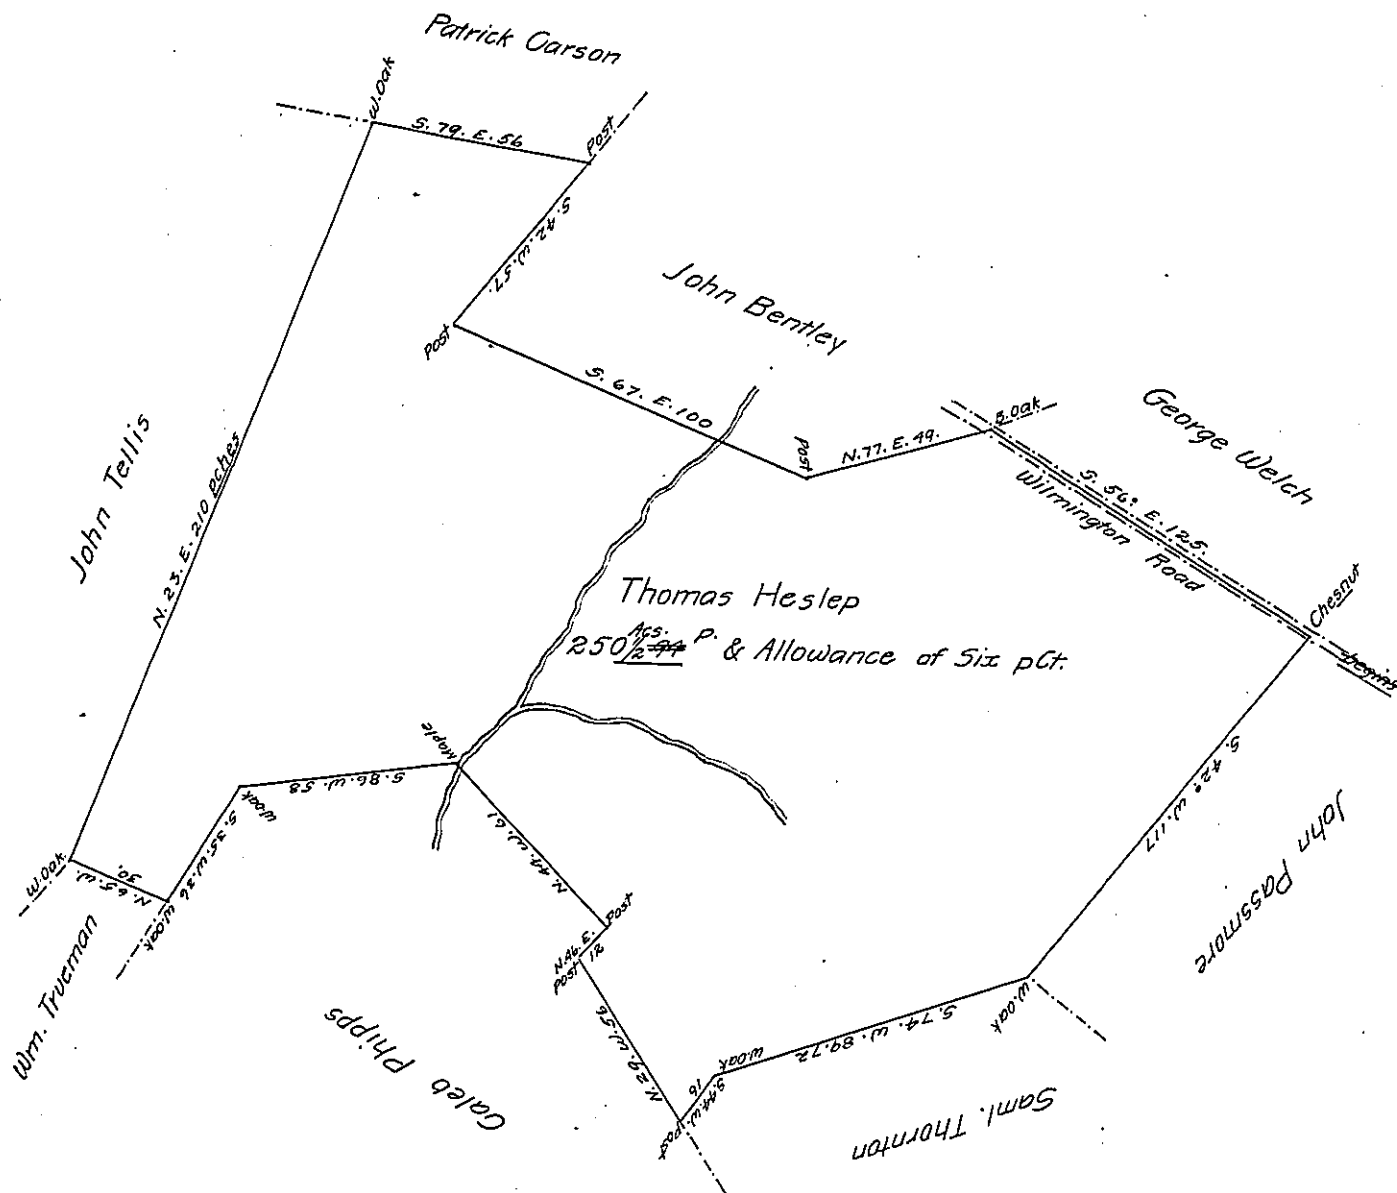 Patrick Carson
W. Oak
S. 79. E. 56
Post
S. 42. W. 57.
Post
John Bentley
S. 67. E. 100
Post
N. 77. E. 49.
B. Oak
George Welch
S. 56° E. 125.
Wilmington Road
Chesnut
begins
John Tellis
N. 23. E. 210 pches
Thomas Heslep
250 Acs. 1/2 94 P. & Allowance of Six pCt.
S. 42° W. 117
John Passmore
Maple
S. 86. W. 58
W. oak
S. 35. W. 26
W. Oak
N. 65. W. 30.
W. oak
Wm. Trueman
N. 44. W. 61
Post
N. 46. E. 12
Post
N. 29. W. 56
Caleb Phipps
Post
S. 44. W. 16
W. oak
S. 74. W. 89.72
W. oak
Saml. Thornton